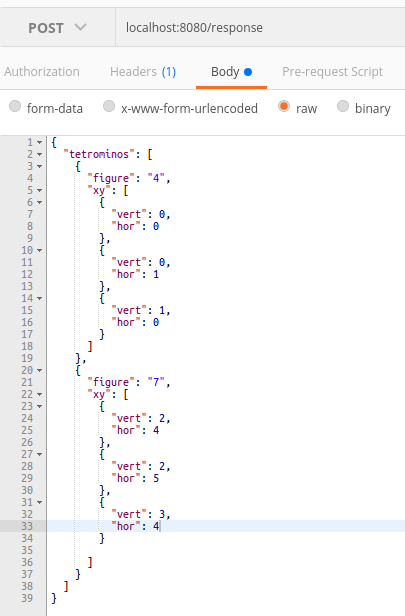 POST localhost:8080/response
Authorization Headers (1) Body Pre-request Script
form-data x-www-form-urlencoded raw binary
1 {
2 "tetrominos": [
3 {
4 "figure": "4",
5 "xy": [
6 {
7 "vert": 0,
8 "hor": 0
9 },
10 {
11 "vert": 0,
12 "hor": 1
13 },
14 {
15 "vert": 1,
16 "hor": 0
17 }
18 ]
19 },
20 {
21 "figure": "7",
22 "xy": [
23 {
24 "vert": 2,
25 "hor": 4
26 },
27 {
28 "vert": 2,
29 "hor": 5
30 },
31 {
32 "vert": 3,
33 "hor": 4
34 }
35
36 ]
37 }
38 ]
39 }